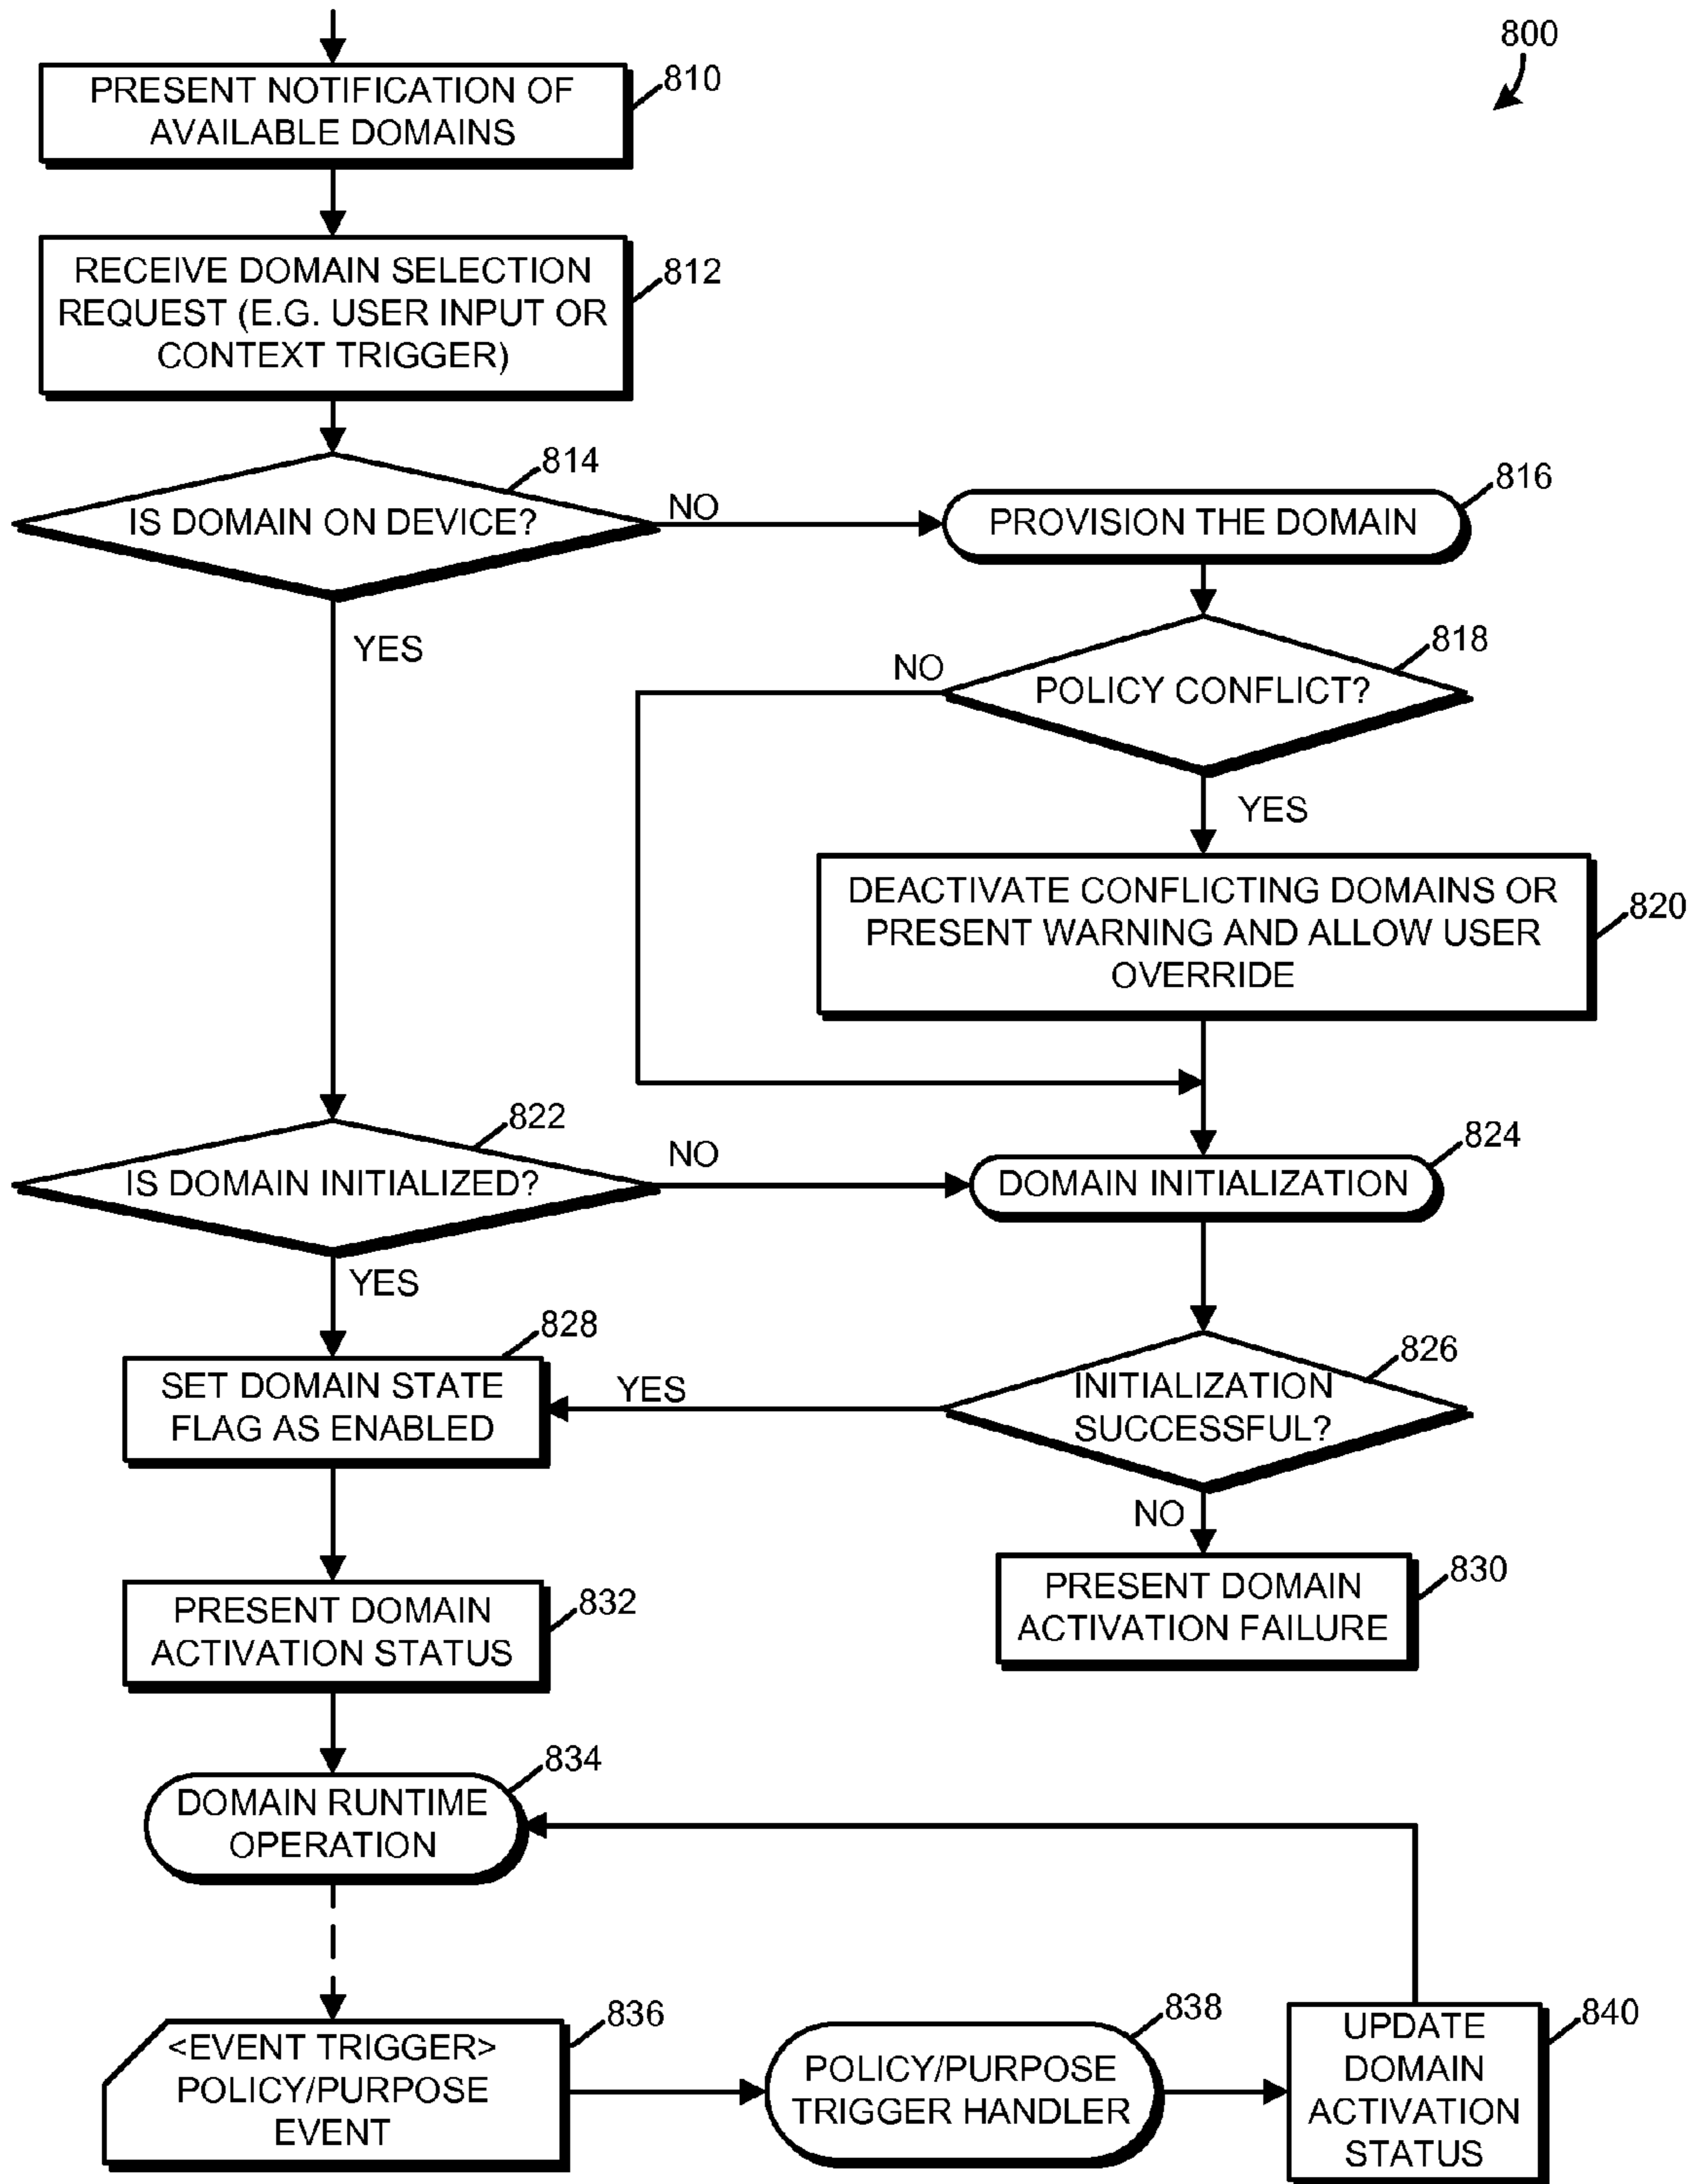 800
PRESENT NOTIFICATION OF
AVAILABLE DOMAINS
810
RECEIVE DOMAIN SELECTION
REQUEST (E.G. USER INPUT OR
CONTEXT TRIGGER)
812
IS DOMAIN ON DEVICE?
814
NO
YES
PROVISION THE DOMAIN
816
POLICY CONFLICT?
818
NO
YES
DEACTIVATE CONFLICTING DOMAINS OR
PRESENT WARNING AND ALLOW USER
OVERRIDE
820
IS DOMAIN INITIALIZED?
822
NO
YES
DOMAIN INITIALIZATION
824
INITIALIZATION
SUCCESSFUL?
826
YES
NO
SET DOMAIN STATE
FLAG AS ENABLED
828
PRESENT DOMAIN
ACTIVATION FAILURE
830
PRESENT DOMAIN
ACTIVATION STATUS
832
DOMAIN RUNTIME
OPERATION
834
<EVENT TRIGGER>
POLICY/PURPOSE
EVENT
836
POLICY/PURPOSE
TRIGGER HANDLER
838
UPDATE
DOMAIN
ACTIVATION
STATUS
840